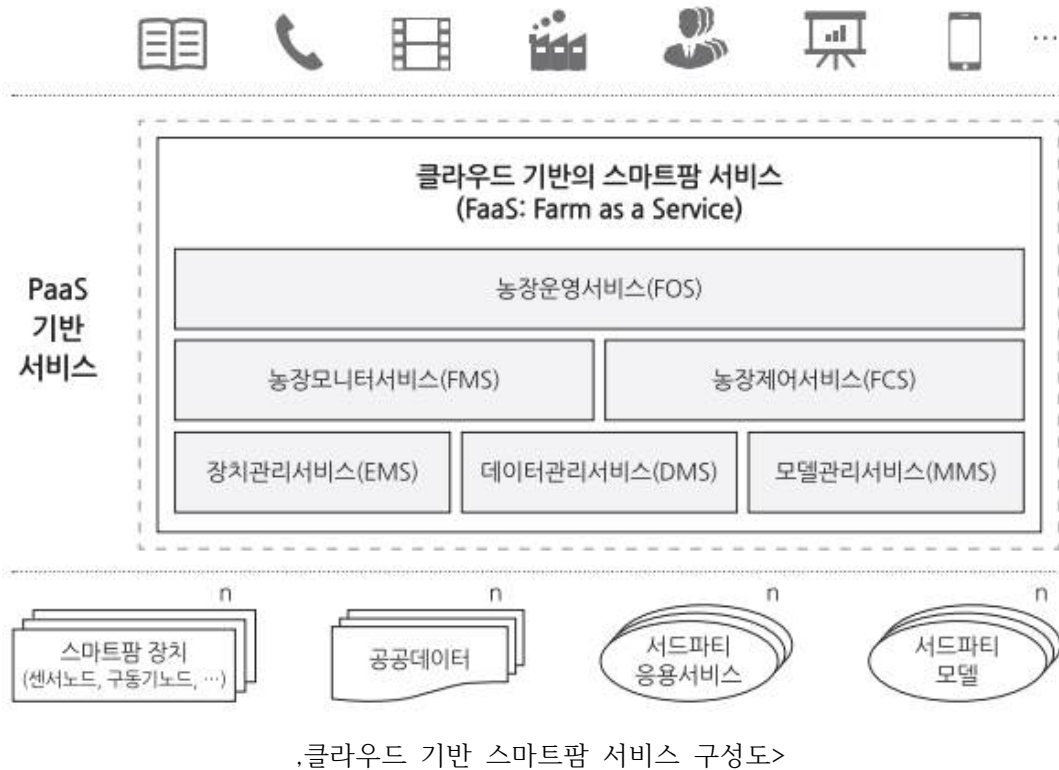 …
클라우드 기반의 스마트팜 서비스
(FaaS: Farm as a Service)
PaaS
기반
서비스
농장운영서비스(FOS)
농장모니터서비스(FMS)
농장제어서비스(FCS)
장치관리서비스(EMS)
데이터관리서비스(DMS)
모델관리서비스(MMS)
n
n
n
n
스마트팜 장치
(센서노드, 구동기노드, …)
공공데이터
서드파티
응용서비스
서드파티
모델
,클라우드 기반 스마트팜 서비스 구성도>